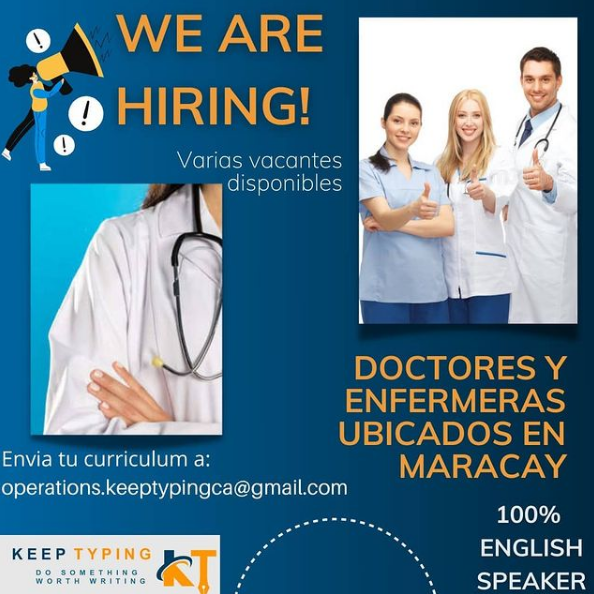 WE ARE
HIRING!
Varias vacantes
disponibles
DOCTORES Y
ENFERMERAS
UBICADOS EN
MARACAY
Envia tu curriculum a:
operations.keeptypingca@gmail.com
100%
ENGLISH
SPEAKER
KEEP TYPING
DO SOMETHING
WORTH WRITING
KT